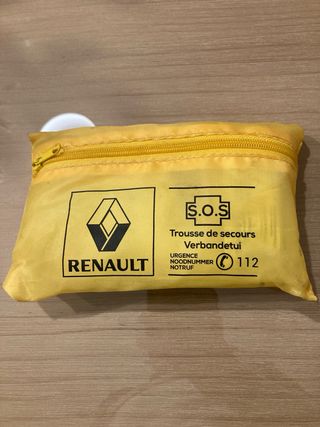 RENAULT
S.O.S
Trousse de secours
Verbandetui
URGENCE
NOODNUMMER
NOTRUF
112